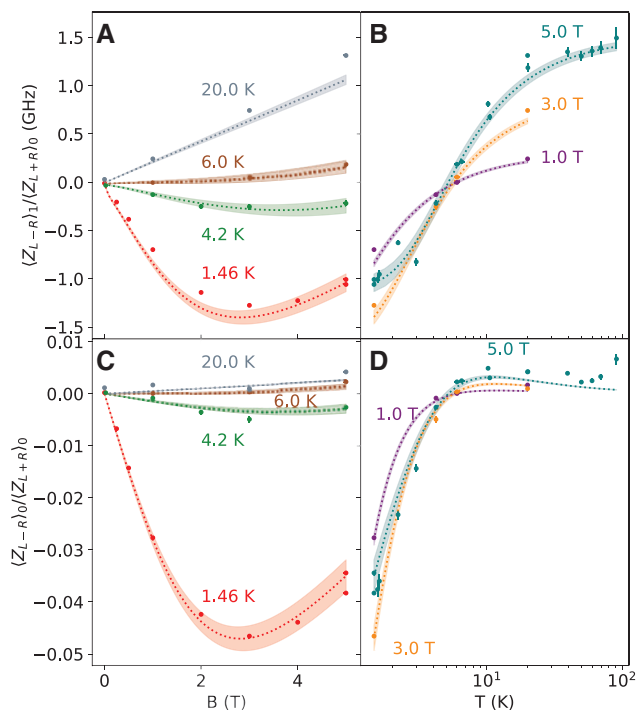 A
B
1.5
1.0
0.5
0.0
−0.5
−1.0
−1.5
⟨Z_{L−R}⟩_1/⟨Z_{L+R}⟩_0 (GHz)
20.0 K
6.0 K
4.2 K
1.46 K
5.0 T
3.0 T
1.0 T
C
D
0.01
0.00
−0.01
−0.02
−0.03
−0.04
−0.05
⟨Z_{L−R}⟩_0/⟨Z_{L+R}⟩_0
20.0 K
6.0 K
4.2 K
1.46 K
5.0 T
1.0 T
3.0 T
0 2 4
10^1 10^2
B (T)
T (K)